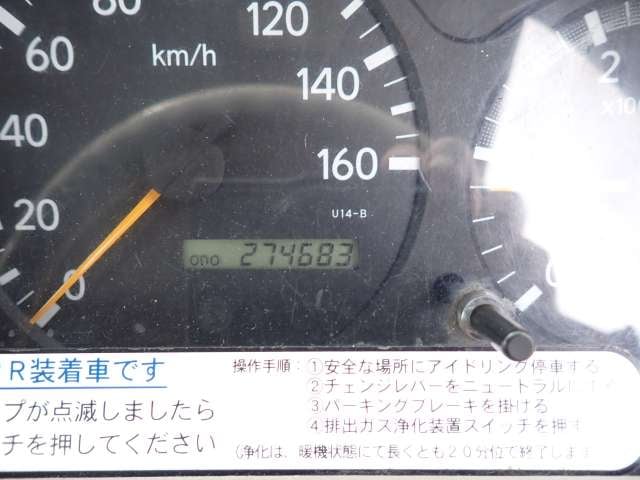 80
120
60
km/h
140
2
40
160
20
U14-B
ODO 274683
0
0
R装着車です
プが点滅しましたら
チを押してください
操作手順：①安全な場所にアイドリング停車する
②チェンジレバーをニュートラルにする
③パーキングブレーキを掛ける
4排出ガス浄化装置スイッチを押す
（浄化は、暖機状態にて長くとも20分位で終了します